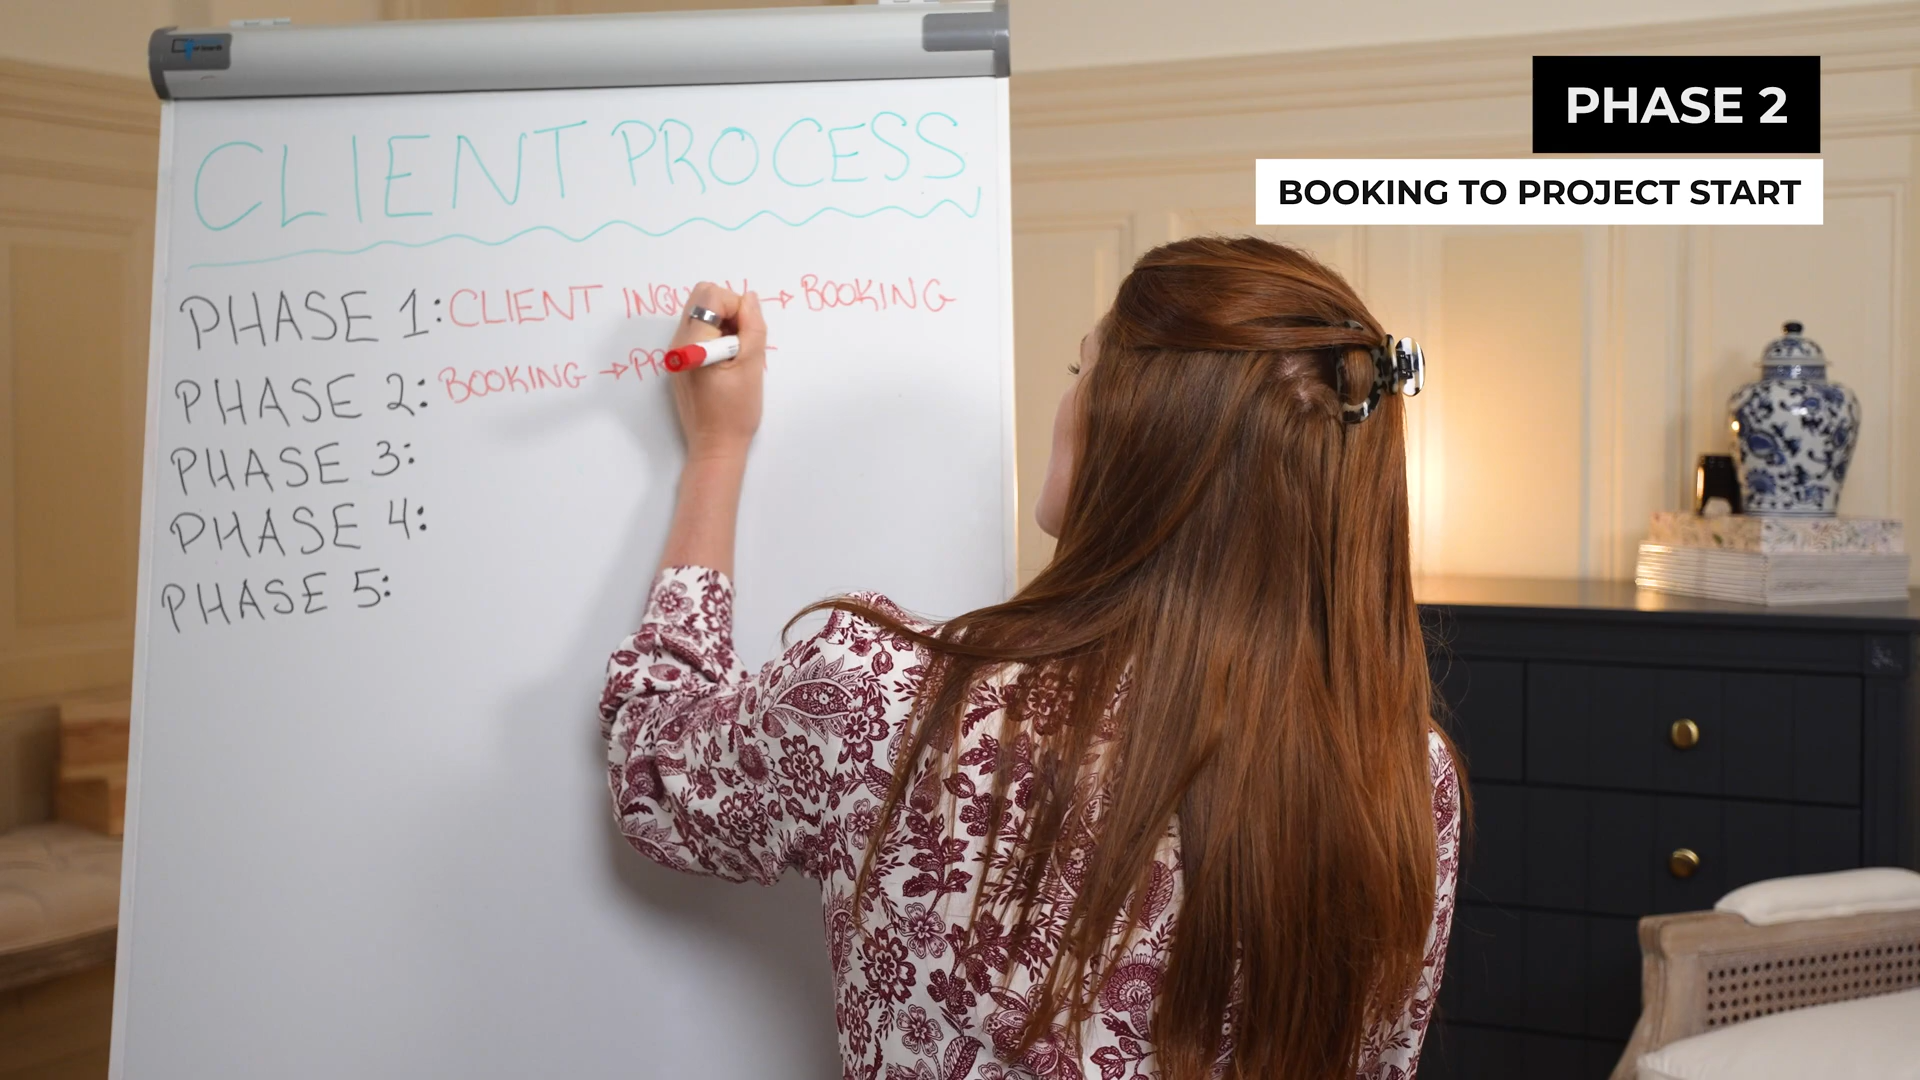 CLIENT PROCESS
PHASE 1: CLIENT → BOOKING
PHASE 2: BOOKING →
PHASE 3:
PHASE 4:
PHASE 5:
PHASE 2
BOOKING TO PROJECT START